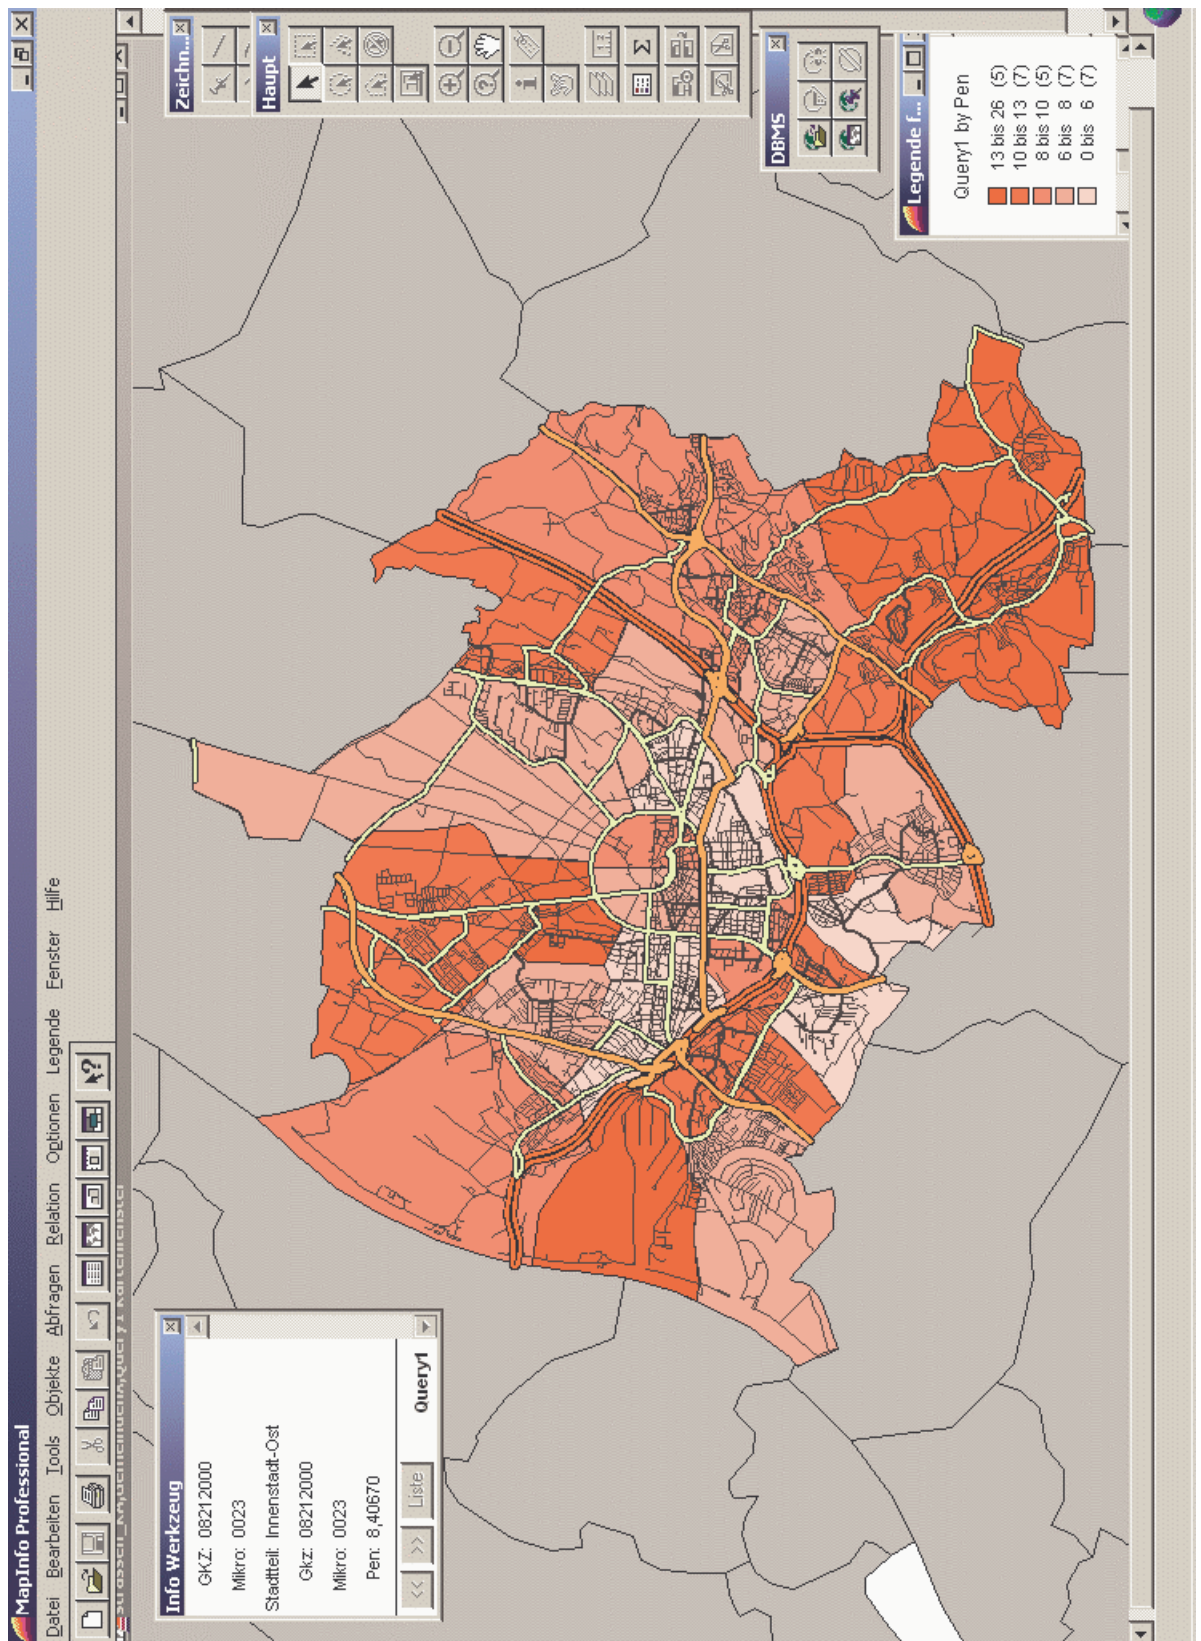 MapInfo Professional
Datei Bearbeiten Tools Objekte Abfragen Relation Optionen Legende Fenster Hilfe
Info Werkzeug
GKZ: 08212000
Mikro: 0023
Stadtteil: Innenstadt-Ost
Gkz: 08212000
Mikro: 0023
Pen: 8,40670
<< >> Liste Query1
Zeichn...
Haupt
DBMS
Legende f...
Query1 by Pen
13 bis 26 (5)
10 bis 13 (7)
8 bis 10 (5)
6 bis 8 (7)
0 bis 6 (7)